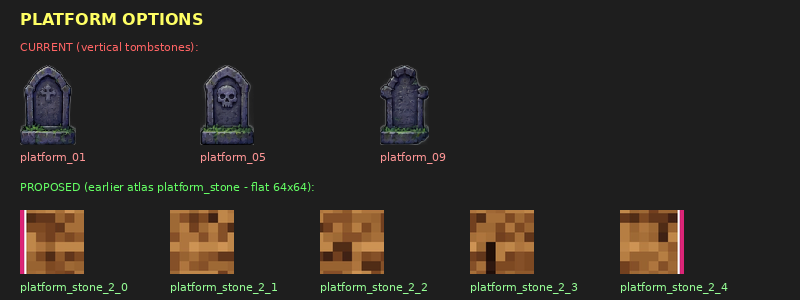 PLATFORM OPTIONS
CURRENT (vertical tombstones):
platform_01 platform_05 platform_09
PROPOSED (earlier atlas platform_stone - flat 64x64):
platform_stone_2_0 platform_stone_2_1 platform_stone_2_2 platform_stone_2_3 platform_stone_2_4